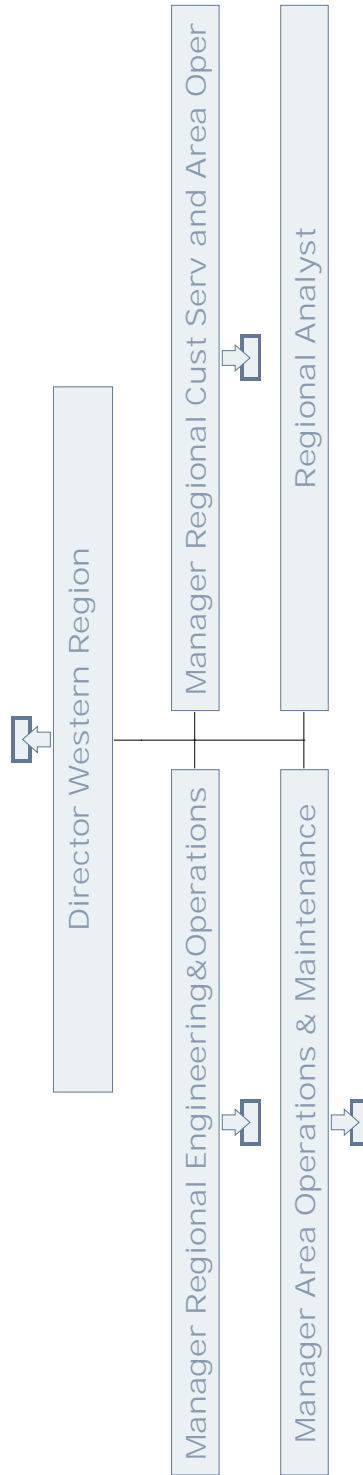 Director Western Region
Manager Regional Engineering&Operations
Manager Regional Cust Serv and Area Oper
Manager Area Operations & Maintenance
Regional Analyst